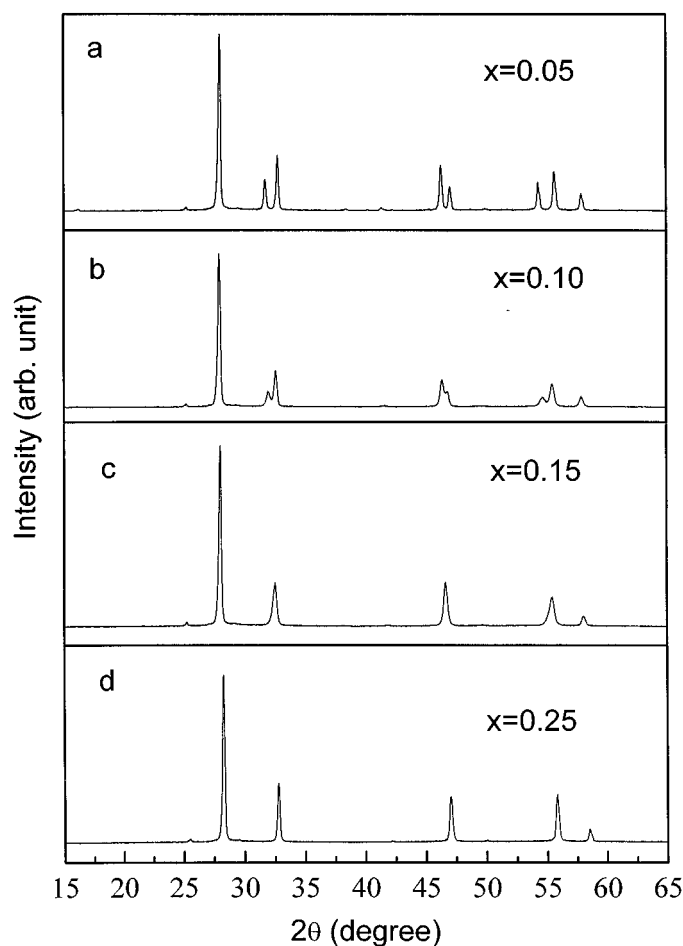 a
x=0.05
b
x=0.10
c
x=0.15
d
x=0.25
Intensity (arb. unit)
15 20 25 30 35 40 45 50 55 60 65
2θ (degree)